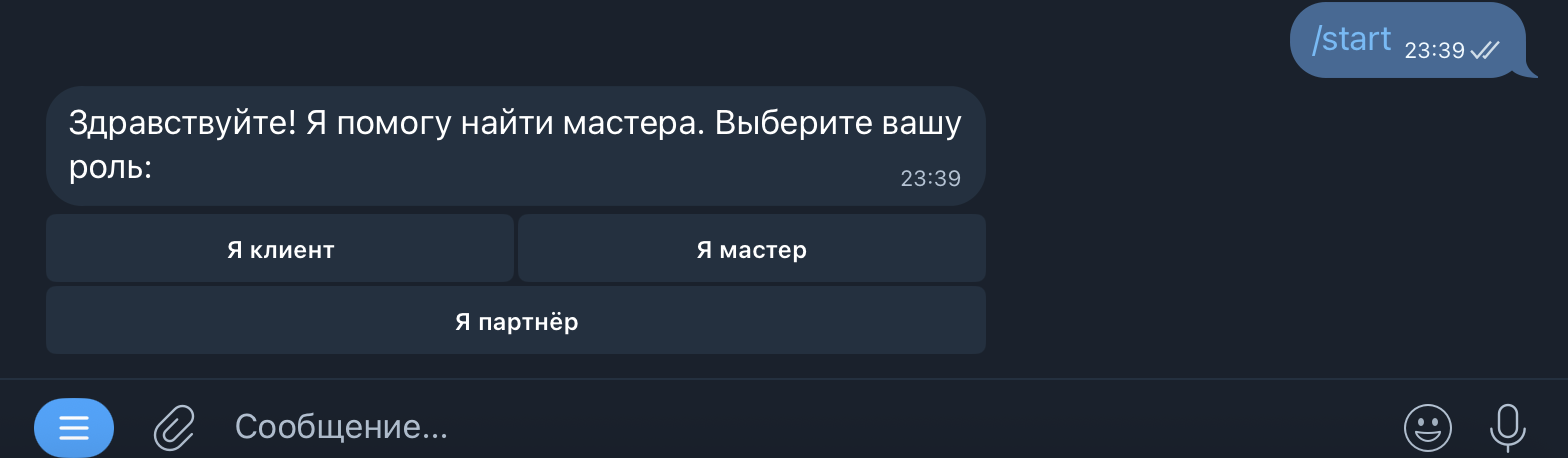 /start 23:39
Здравствуйте! Я помогу найти мастера. Выберите вашу
роль:
23:39
Я клиент
Я мастер
Я партнёр
Сообщение...